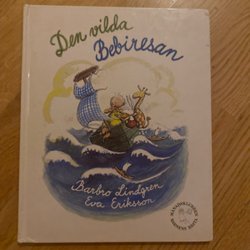 Den vilda
Bebiresan
Barbro Lindgren
Eva Eriksson